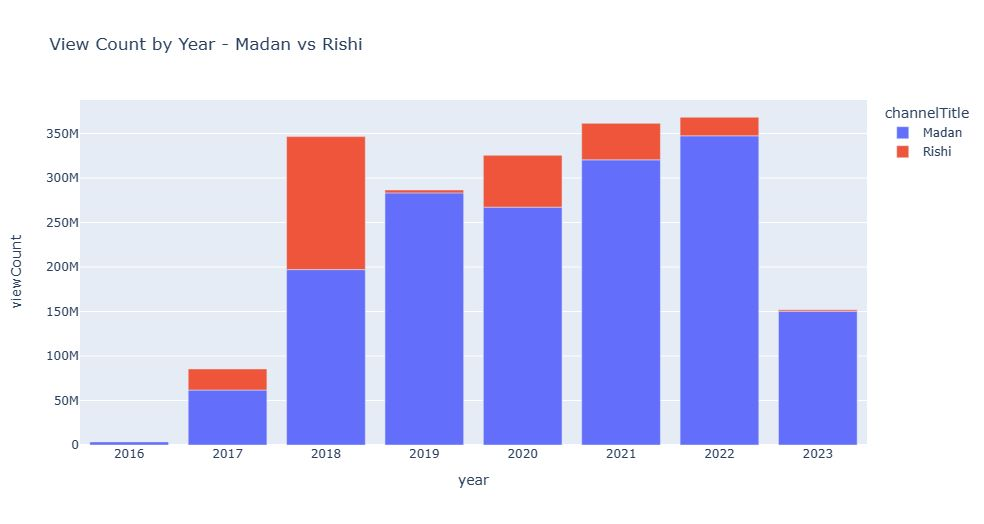 View Count by Year - Madan vs Rishi
channelTitle
Madan
Rishi
viewCount
350M
300M
250M
200M
150M
100M
50M
0
2016 2017 2018 2019 2020 2021 2022 2023
year